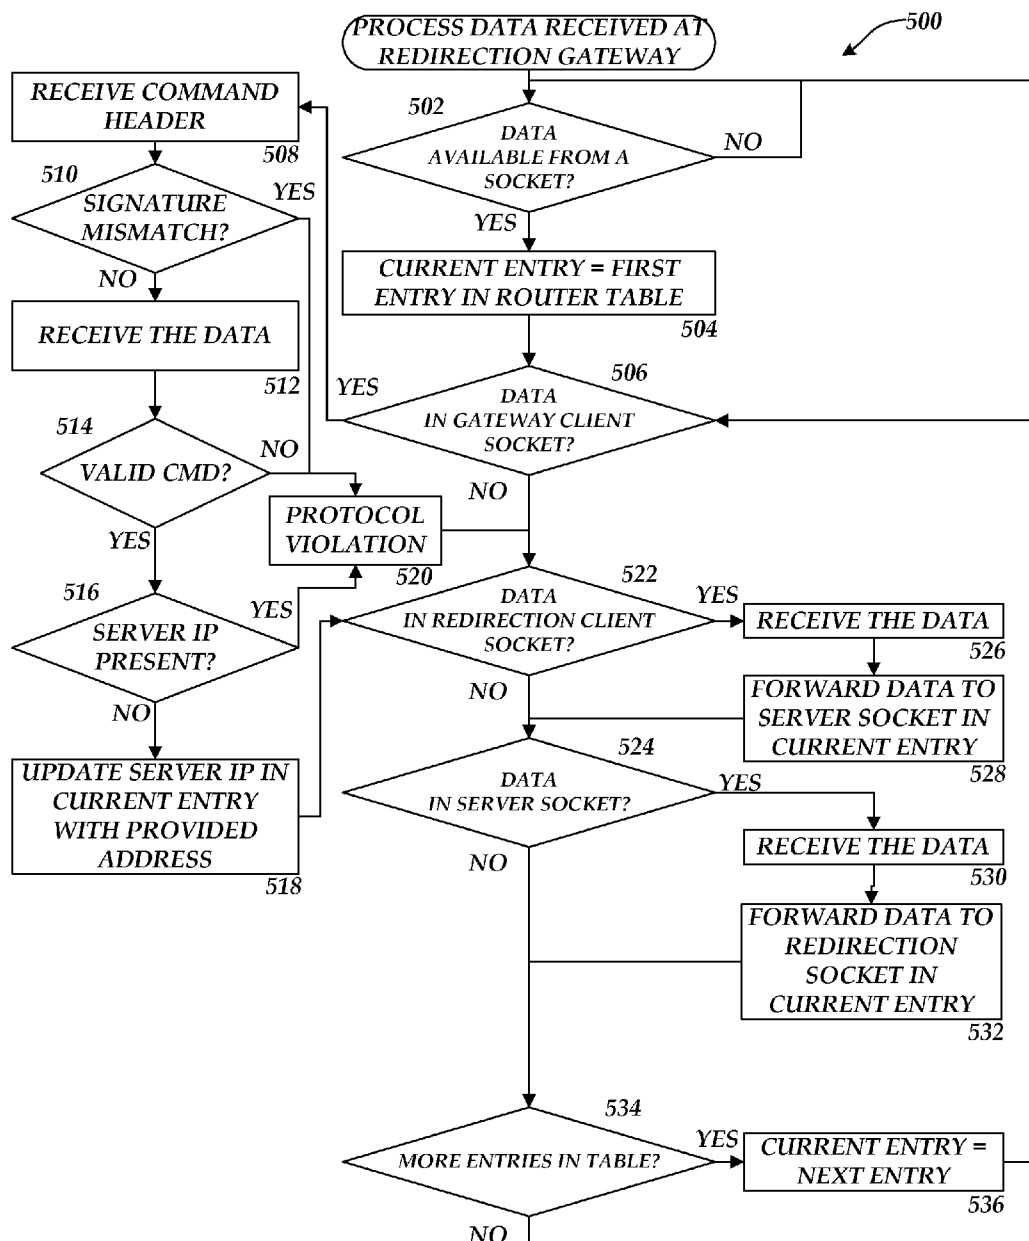 PROCESS DATA RECEIVED AT
REDIRECTION GATEWAY
500
RECEIVE COMMAND
HEADER
508
502
DATA
AVAILABLE FROM A
SOCKET?
NO
YES
510
SIGNATURE
MISMATCH?
YES
NO
CURRENT ENTRY = FIRST
ENTRY IN ROUTER TABLE
504
RECEIVE THE DATA
512
506
DATA
IN GATEWAY CLIENT
SOCKET?
YES
NO
514
VALID CMD?
NO
YES
PROTOCOL
VIOLATION
520
516
SERVER IP
PRESENT?
YES
NO
522
DATA
IN REDIRECTION CLIENT
SOCKET?
YES
NO
RECEIVE THE DATA
526
FORWARD DATA TO
SERVER SOCKET IN
CURRENT ENTRY
528
UPDATE SERVER IP IN
CURRENT ENTRY
WITH PROVIDED
ADDRESS
518
524
DATA
IN SERVER SOCKET?
YES
NO
RECEIVE THE DATA
530
FORWARD DATA TO
REDIRECTION
SOCKET IN
CURRENT ENTRY
532
534
MORE ENTRIES IN TABLE?
YES
CURRENT ENTRY =
NEXT ENTRY
536
NO